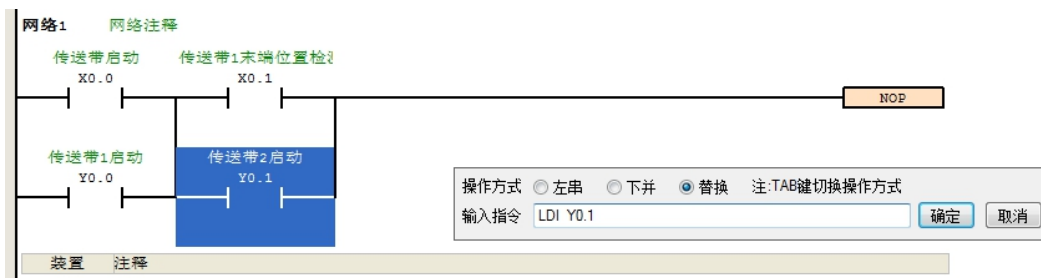 网络1 网络注释
传送带启动 传送带1末端位置检测
X0.0 X0.1
NOP
传送带1启动 传送带2启动
Y0.0 Y0.1
操作方式 左串 下并 替换 注:TAB键切换操作方式
输入指令 LDI Y0.1 确定 取消
装置 注释